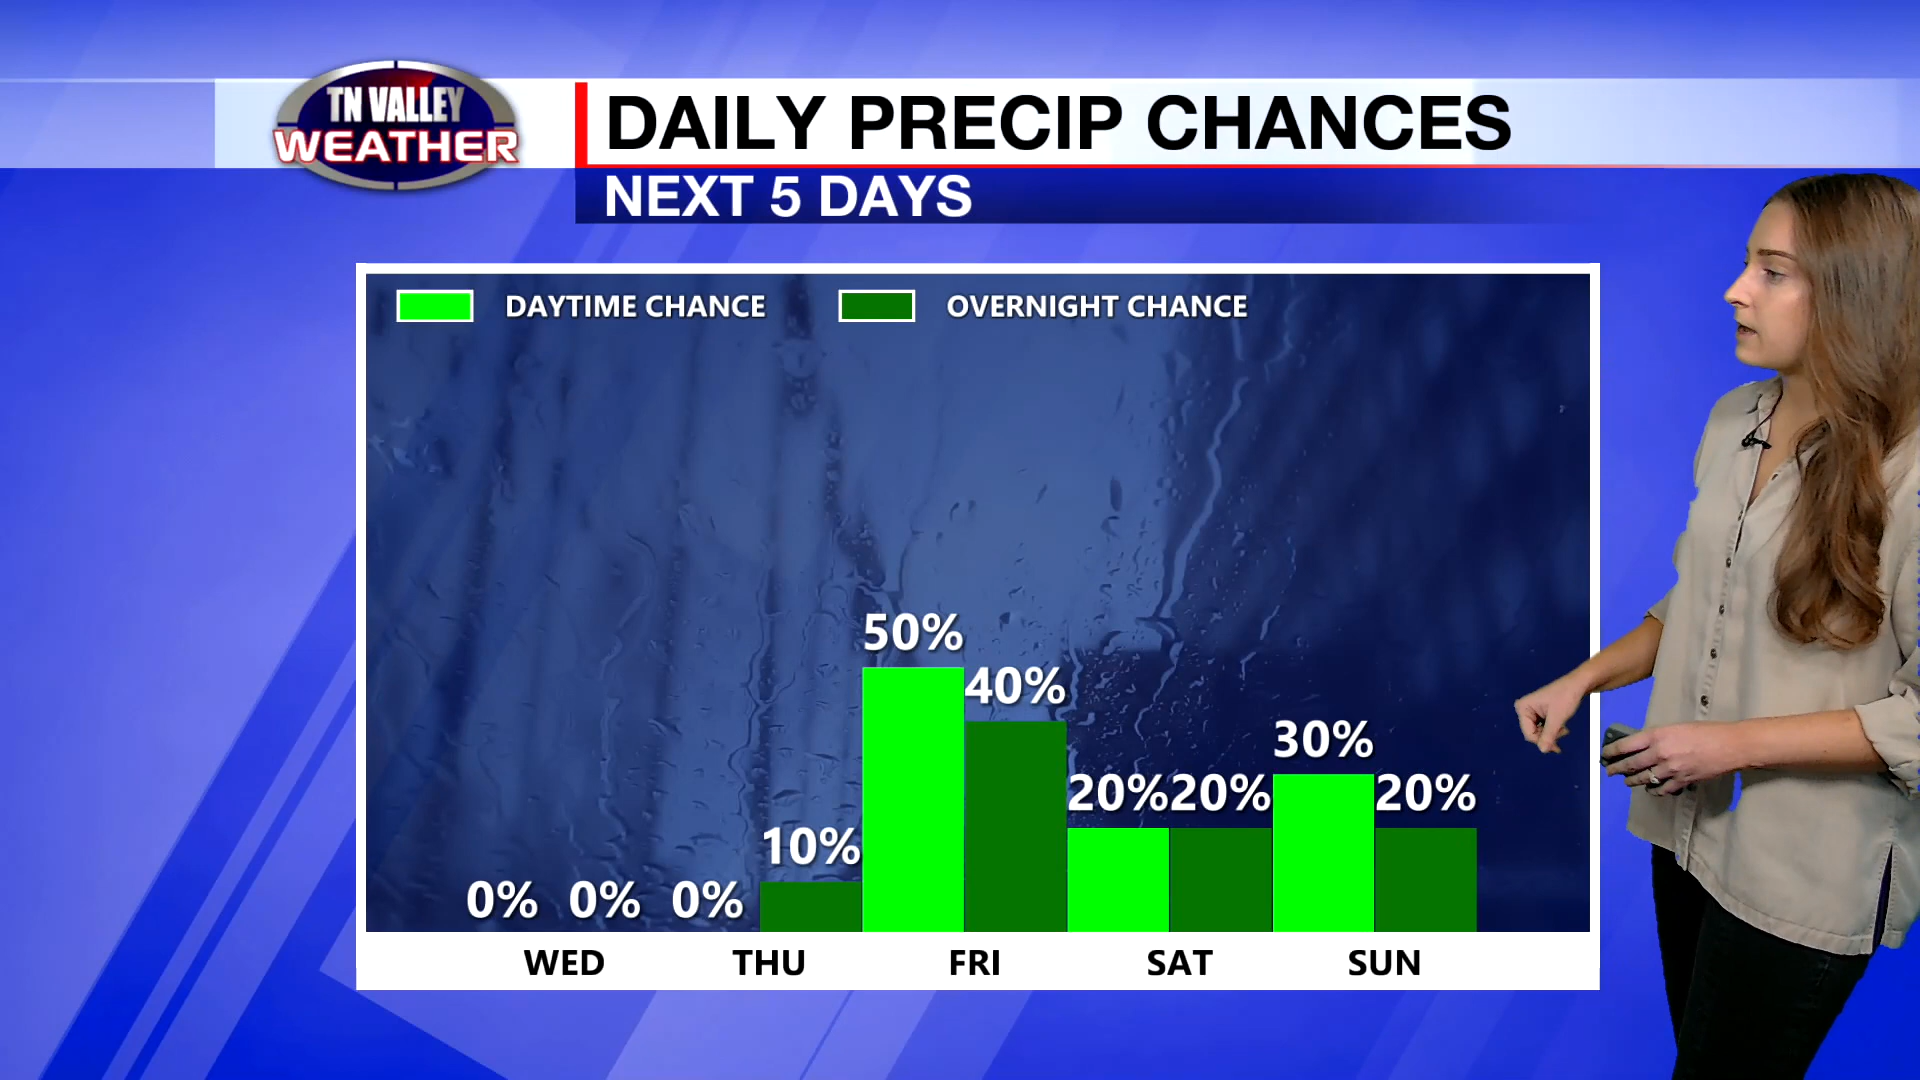 TN VALLEY
WEATHER
DAILY PRECIP CHANCES
NEXT 5 DAYS
DAYTIME CHANCE
OVERNIGHT CHANCE
0% 0% 0% 10% 50% 40% 20% 20% 30% 20%
WED THU FRI SAT SUN